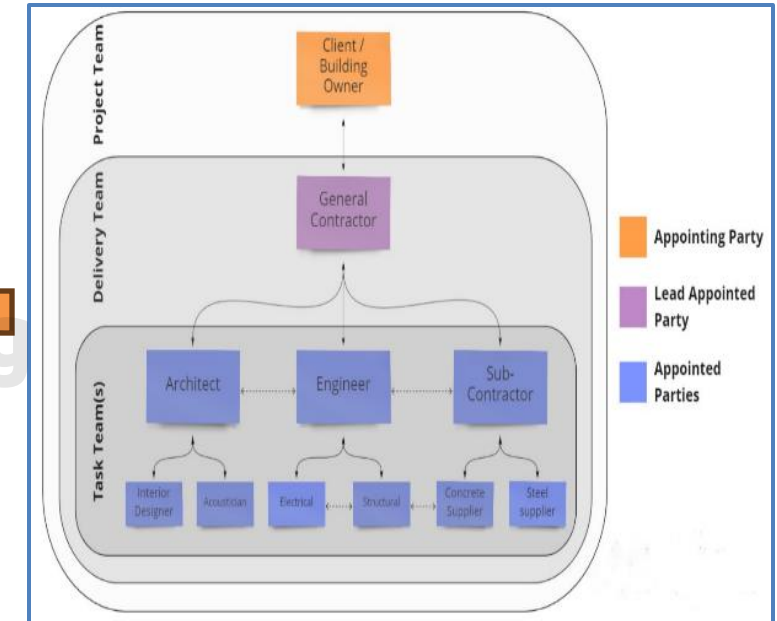 Project Team
Client /
Building
Owner
Delivery Team
General
Contractor
Task Team(s)
Architect
Engineer
Sub-
Contractor
Interior
Designer
Acoustician
Electrical
Structural
Concrete
Supplier
Steel
supplier
Appointing Party
Lead Appointed
Party
Appointed
Parties